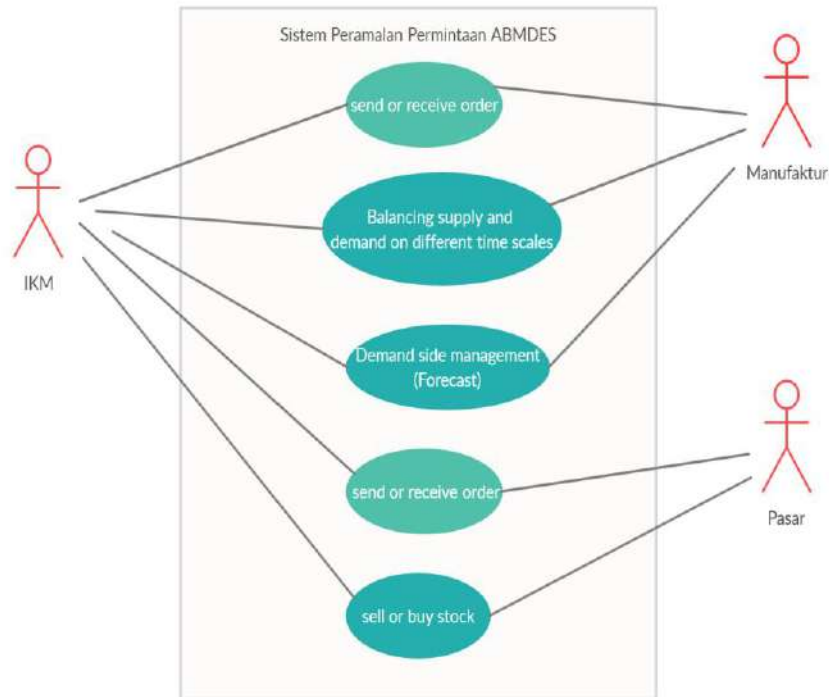 Sistem Peramalan Permintaan ABMDES
send or receive order
Manufaktur
Balancing supply and
demand on different time scales
IKM
Demand side management
(Forecast)
send or receive order
Pasar
sell or buy stock